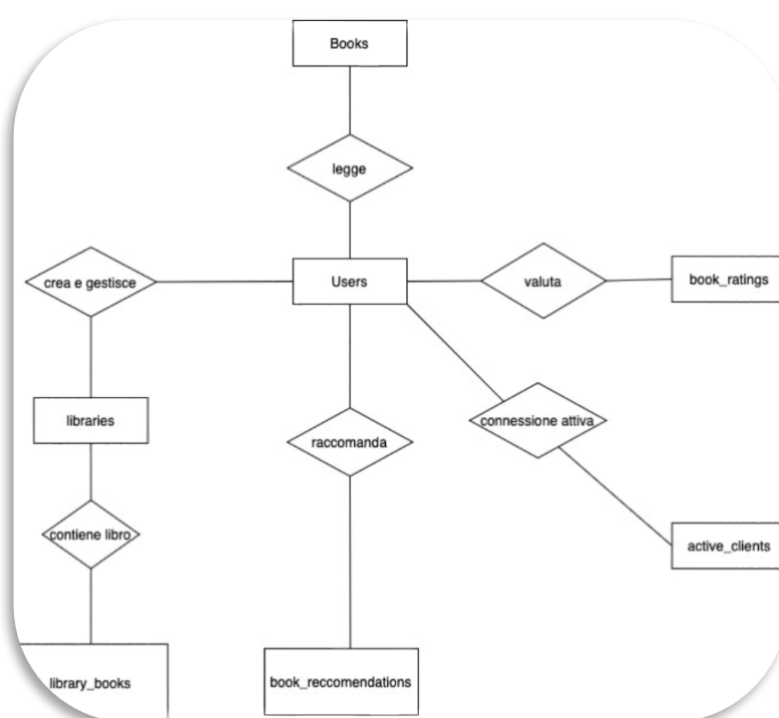 Books
legge
crea e gestisce
Users
valuta
book_ratings
libraries
raccomanda
connessione attiva
contiene libro
active_clients
library_books
book_reccomendations